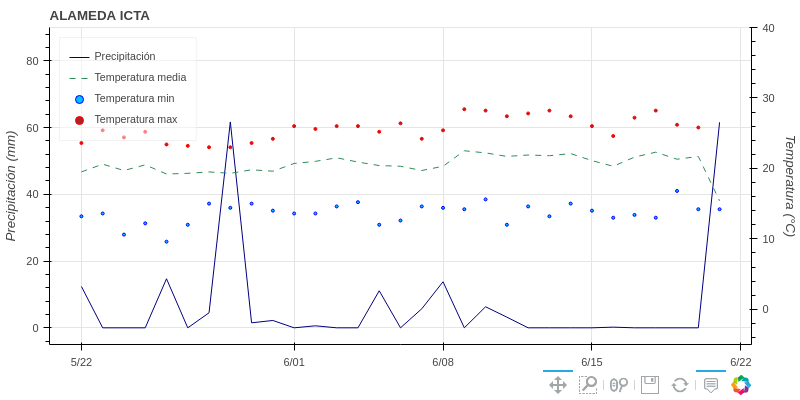 ALAMEDA ICTA
Precipitación
Temperatura media
Temperatura min
Temperatura max
Precipitación (mm)
80
60
40
20
0
Temperatura (°C)
40
30
20
10
0
5/22
6/01
6/08
6/15
6/22